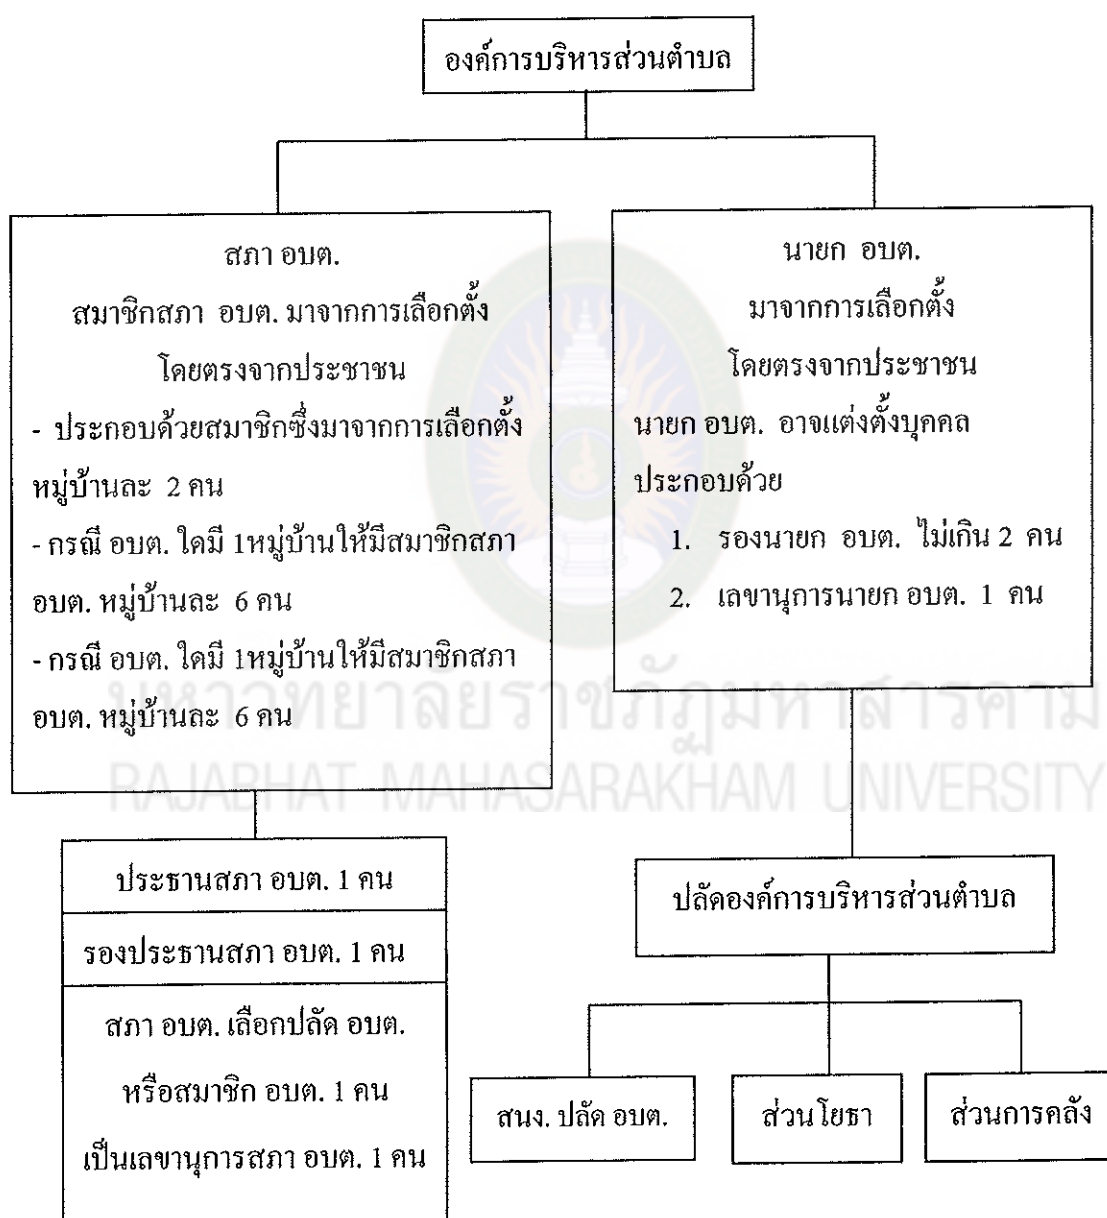 องค์การบริหารส่วนตำบล
สภา อบต.
สมาชิกสภา อบต. มาจากการเลือกตั้ง
โดยตรงจากประชาชน
- ประกอบด้วยสมาชิกซึ่งมาจากการเลือกตั้ง
หมู่บ้านละ 2 คน
- กรณี อบต. ใดมี 1หมู่บ้านให้มีสมาชิกสภา
อบต. หมู่บ้านละ 6 คน
- กรณี อบต. ใดมี 1หมู่บ้านให้มีสมาชิกสภา
อบต. หมู่บ้านละ 6 คน
นายก อบต.
มาจากการเลือกตั้ง
โดยตรงจากประชาชน
นายก อบต. อาจแต่งตั้งบุคคล
ประกอบด้วย
1. รองนายก อบต. ไม่เกิน 2 คน
2. เลขานุการนายก อบต. 1 คน
มหาวิทยาลัยราชภัฏมหาสารคาม
RAJABHAT MAHASARAKHAM UNIVERSITY
ประธานสภา อบต. 1 คน
รองประธานสภา อบต. 1 คน
สภา อบต. เลือกปลัด อบต.
หรือสมาชิก อบต. 1 คน
เป็นเลขานุการสภา อบต. 1 คน
ปลัดองค์การบริหารส่วนตำบล
สนง. ปลัด อบต.
ส่วนโยธา
ส่วนการคลัง